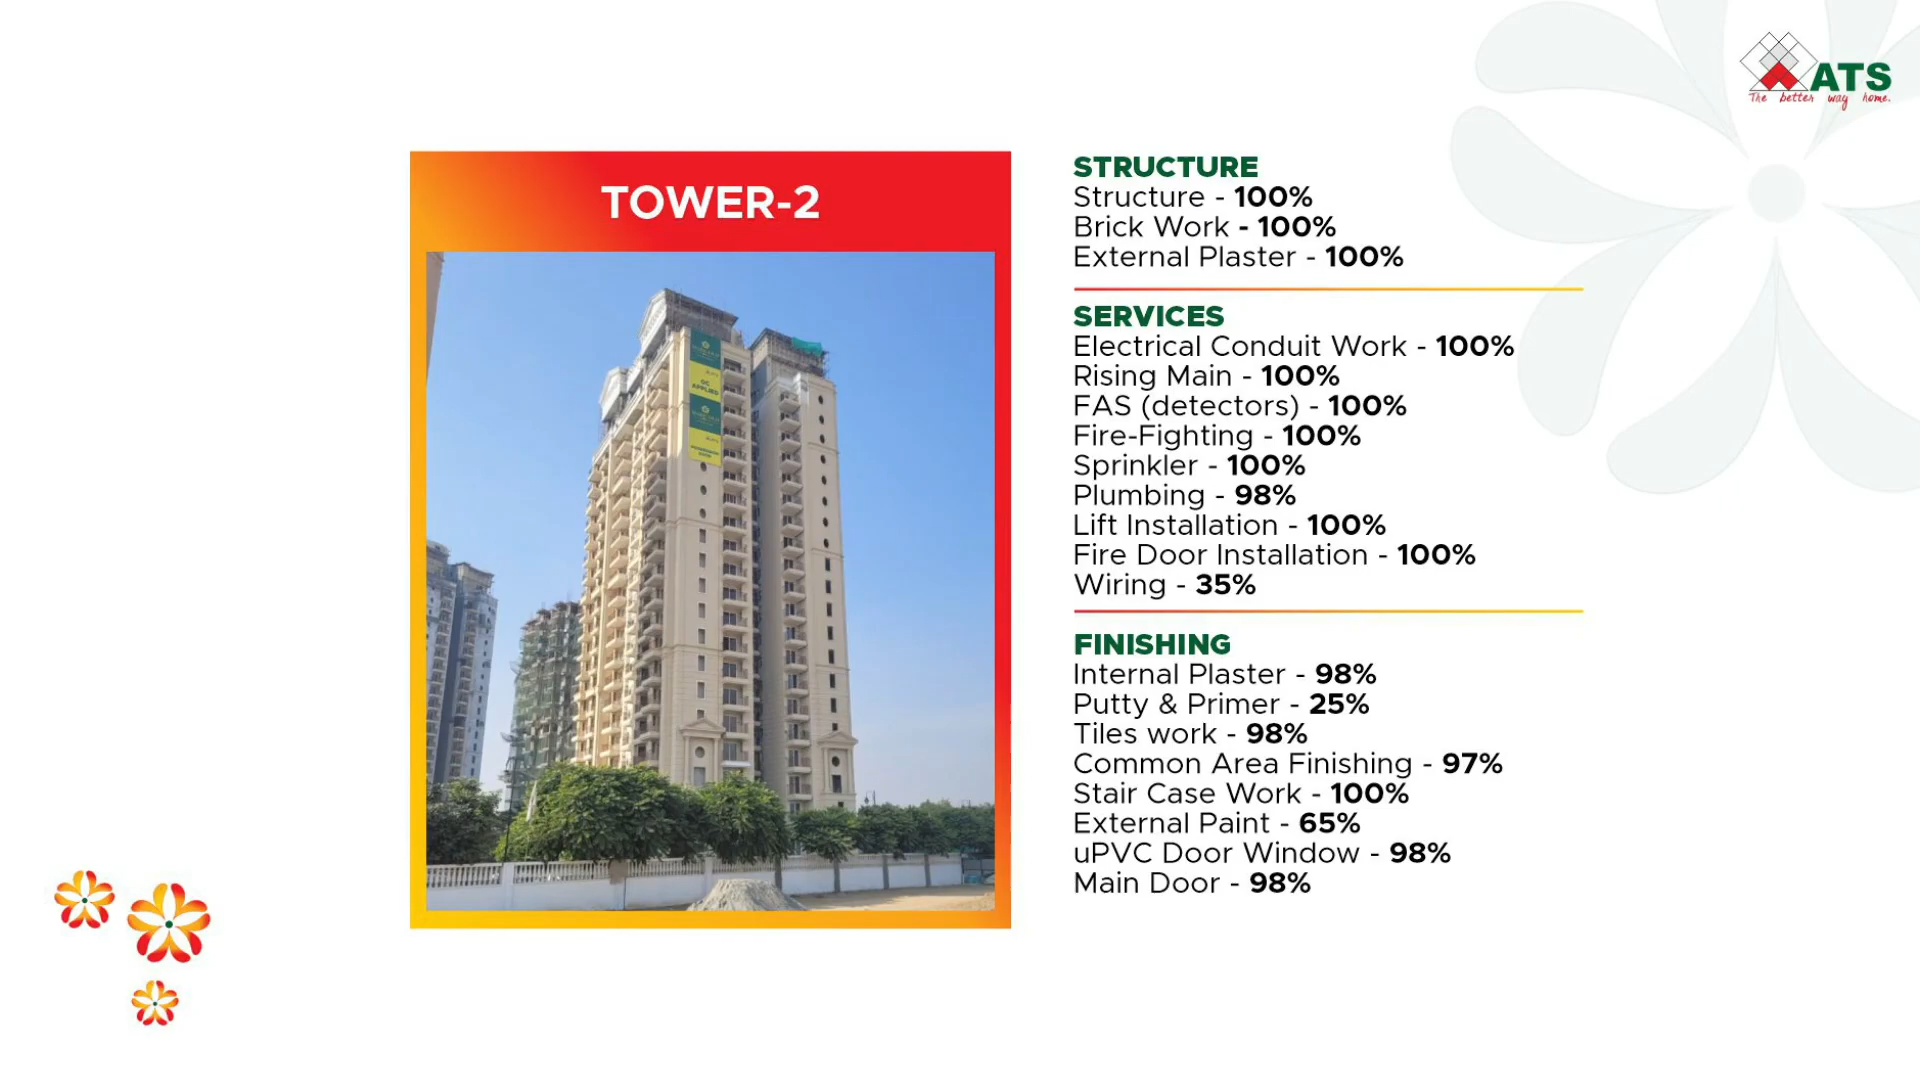 ATS
The better way home.
TOWER-2
OC
APPLIED
STRUCTURE
Structure - 100%
Brick Work - 100%
External Plaster - 100%
SERVICES
Electrical Conduit Work - 100%
Rising Main - 100%
FAS (detectors) - 100%
Fire-Fighting - 100%
Sprinkler - 100%
Plumbing - 98%
Lift Installation - 100%
Fire Door Installation - 100%
Wiring - 35%
FINISHING
Internal Plaster - 98%
Putty & Primer - 25%
Tiles work - 98%
Common Area Finishing - 97%
Stair Case Work - 100%
External Paint - 65%
uPVC Door Window - 98%
Main Door - 98%